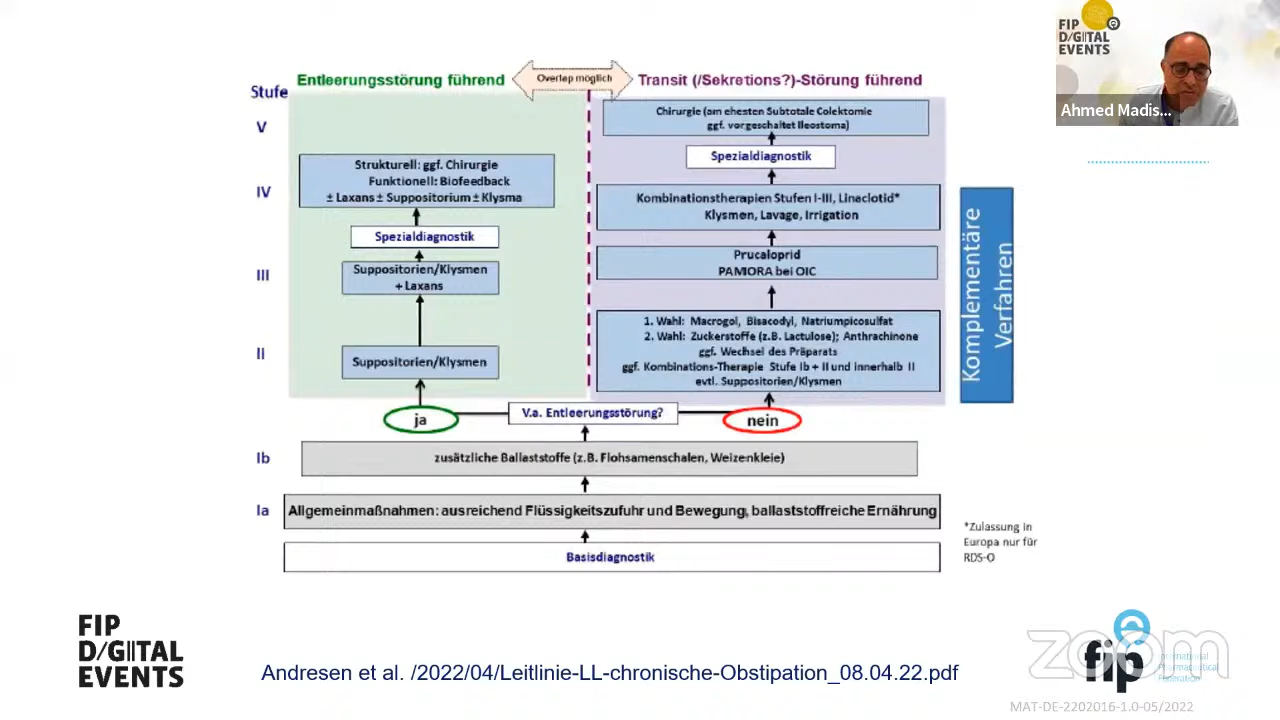 FIP
D/GITAL
EVENTS
Ahmed Madis...
Entleerungsstörung führend
Overlap möglich
Transit (/Sekretions?)-Störung führend
Stufe
V
Chirurgie (am ehesten Subtotale Colektomie
ggf. vorgeschaltet Ileostoma)
Spezialdiagnostik
IV
Strukturell: ggf. Chirurgie
Funktionell: Biofeedback
± Laxans ± Suppositorium ± Klysma
Kombinationstherapien Stufen I-III, Linaclotid*
Klysmen, Lavage, Irrigation
Spezialdiagnostik
III
Suppositorien/Klysmen
+ Laxans
Prucaloprid
PAMORA bei OIC
II
Suppositorien/Klysmen
1. Wahl: Macrogol, Bisacodyl, Natriumpicosulfat
2. Wahl: Zuckerstoffe (z.B. Lactulose); Anthrachinone
ggf. Wechsel des Präparats
ggf. Kombinations-Therapie Stufe Ib + II und innerhalb II
evtl. Suppositorien/Klysmen
Komplementäre
Verfahren
ja
V.a. Entleerungsstörung?
nein
Ib
zusätzliche Ballaststoffe (z.B. Flohsamenschalen, Weizenkleie)
Ia
Allgemeinmaßnahmen: ausreichend Flüssigkeitszufuhr und Bewegung, ballaststoffreiche Ernährung
Basisdiagnostik
*Zulassung in
Europa nur für
RDS-O
FIP
D/GITAL
EVENTS
Andresen et al. /2022/04/Leitlinie-LL-chronische-Obstipation_08.04.22.pdf
zoom
fip
International
Pharmaceutical
Federation
MAT-DE-2202016-1.0-05/2022